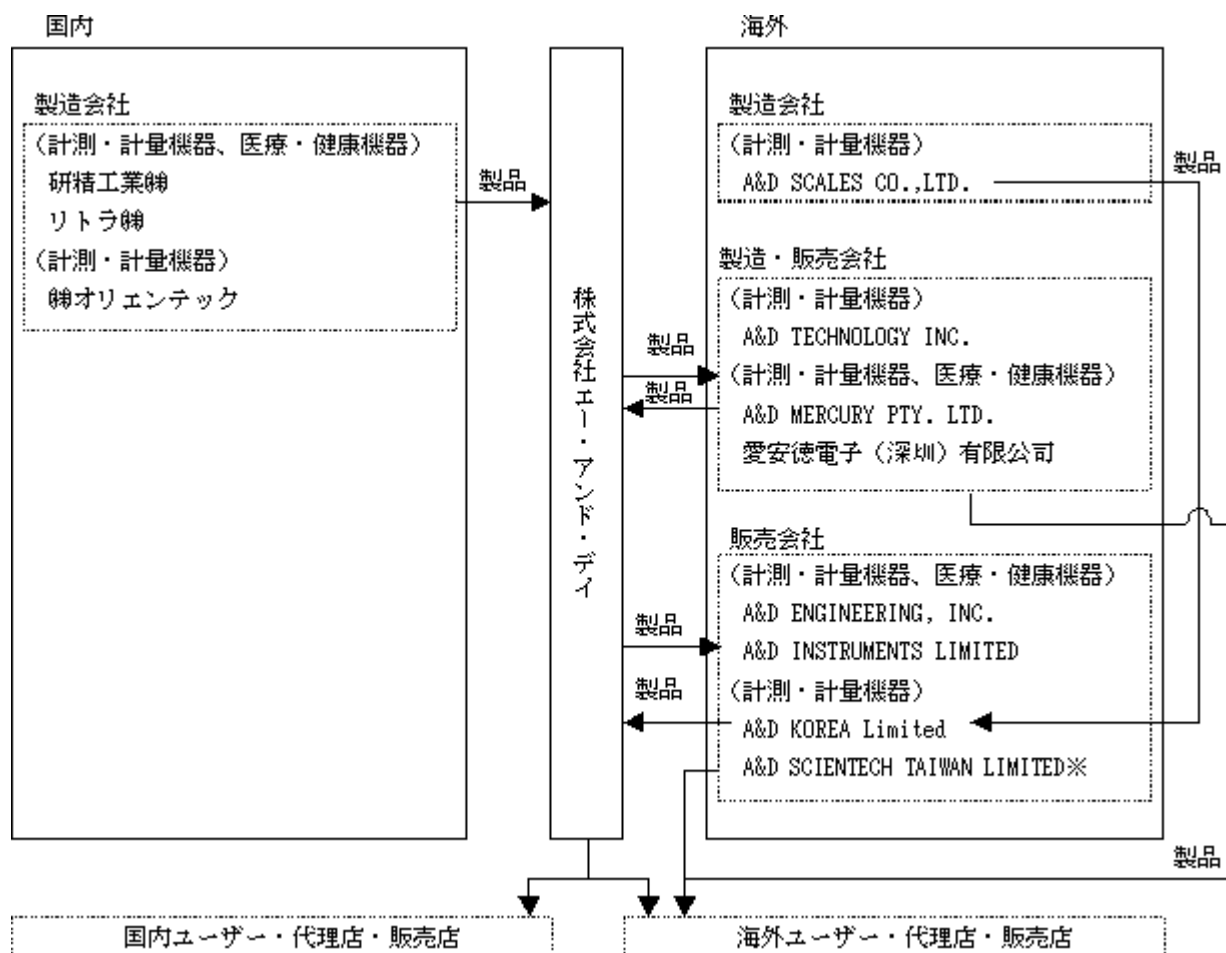 国内
製造会社
(計測・計量機器、医療・健康機器)
研精工業㈱
リトラ㈱
(計測・計量機器)
㈱オリエンテック
製品
株式会社エー・アンド・デイ
海外
製造会社
(計測・計量機器)
A&D SCALES CO.,LTD.
製品
製造・販売会社
(計測・計量機器)
A&D TECHNOLOGY INC.
(計測・計量機器、医療・健康機器)
A&D MERCURY PTY. LTD.
愛安徳電子（深圳）有限公司
製品
製品
販売会社
(計測・計量機器、医療・健康機器)
A&D ENGINEERING, INC.
A&D INSTRUMENTS LIMITED
(計測・計量機器)
A&D KOREA Limited
A&D SCIENTECH TAIWAN LIMITED※
製品
製品
製品
国内ユーザー・代理店・販売店
海外ユーザー・代理店・販売店